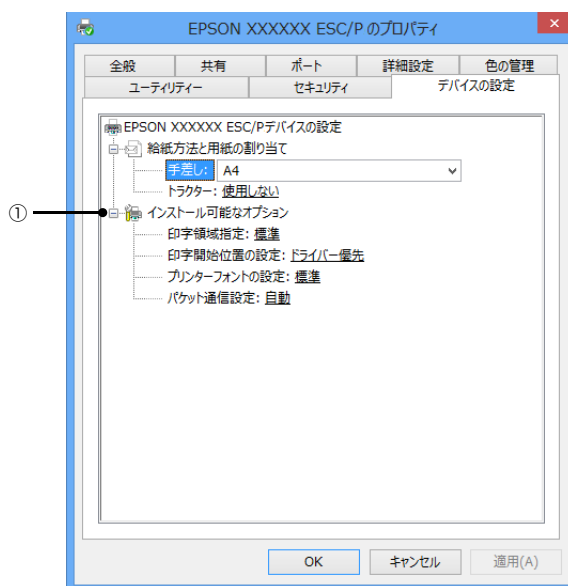 EPSON XXXXXX ESC/P のプロパティ
全般 共有 ポート 詳細設定 色の管理
ユーティリティー セキュリティ デバイスの設定
EPSON XXXXXX ESC/Pデバイスの設定
給紙方法と用紙の割り当て
手差し: A4
トラクター: 使用しない
① インストール可能なオプション
印字領域指定: 標準
印字開始位置の設定: ドライバー優先
プリンターフォントの設定: 標準
パケット通信設定: 自動
OK キャンセル 適用(A)